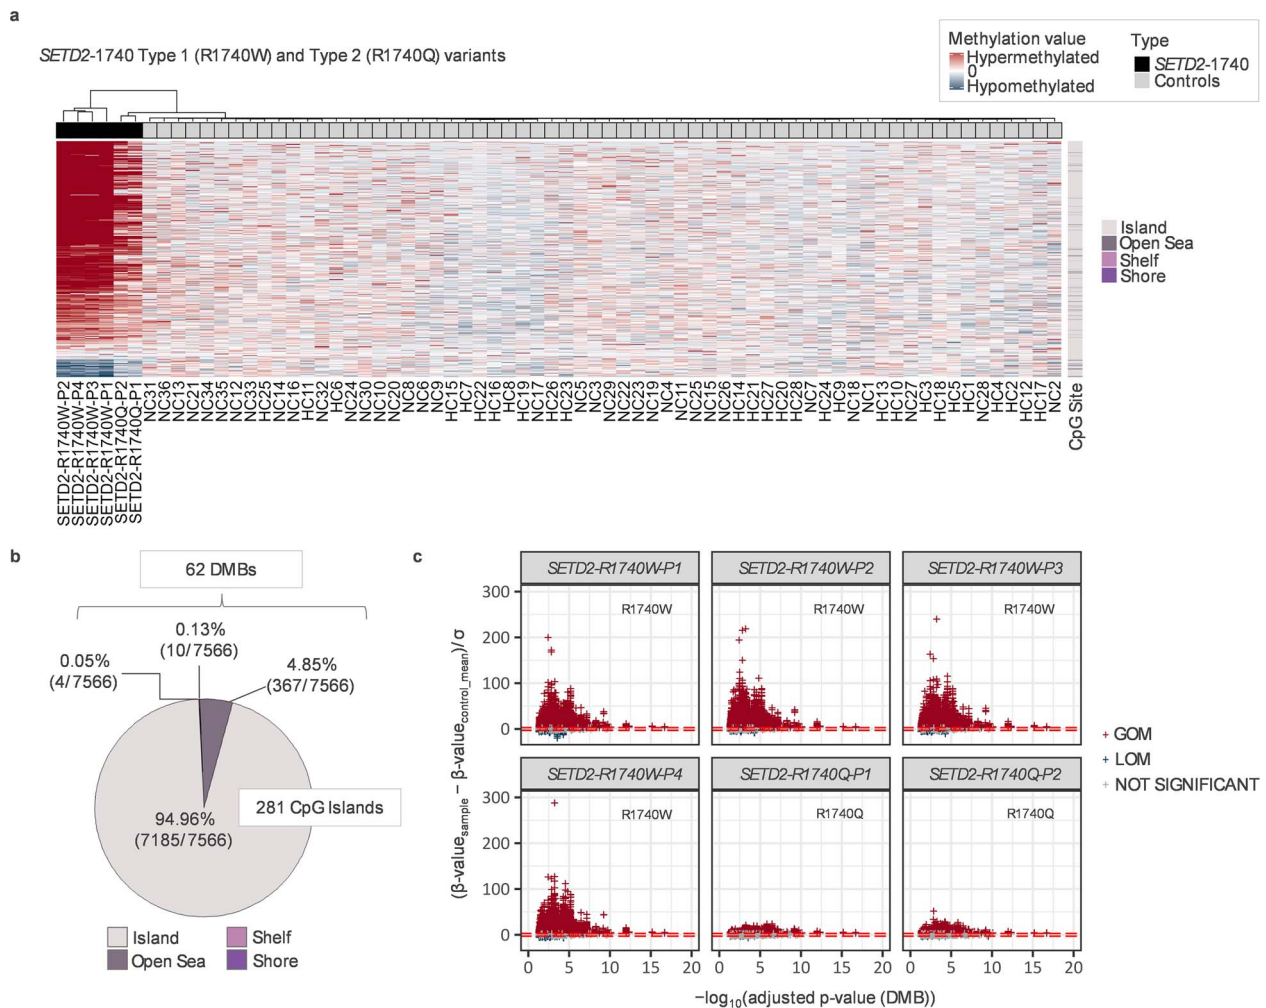 a
SETD2-1740 Type 1 (R1740W) and Type 2 (R1740Q) variants
Methylation value
Hypermethylated
0
Hypomethylated
Type
SETD2-1740
Controls
Island
Open Sea
Shelf
Shore
SETD2-R1740W-P2
SETD2-R1740W-P4
SETD2-R1740W-P3
SETD2-R1740W-P1
SETD2-R1740Q-P2
SETD2-R1740Q-P1
NC31
NC36
NC13
NC21
NC34
NC35
NC12
NC33
HC25
NC14
NC16
HC11
NC32
HC6
NC24
NC30
NC10
NC20
NC8
NC6
NC9
HC15
HC7
HC22
HC16
HC8
HC19
NC17
HC26
HC23
NC5
NC3
NC29
NC22
NC23
NC19
NC4
NC11
NC25
NC15
NC26
HC14
HC21
HC27
HC20
HC28
NC7
HC24
HC9
NC18
NC1
HC13
HC10
NC27
HC3
HC18
HC5
HC1
NC28
HC4
HC2
HC12
HC17
NC2
CpG Site
b
62 DMBs
0.13%
(10/7566)
0.05%
(4/7566)
4.85%
(367/7566)
281 CpG Islands
94.96%
(7185/7566)
Island
Open Sea
Shelf
Shore
c
SETD2-R1740W-P1
SETD2-R1740W-P2
SETD2-R1740W-P3
R1740W
R1740W
R1740W
300
200
100
0
SETD2-R1740W-P4
SETD2-R1740Q-P1
SETD2-R1740Q-P2
R1740W
R1740Q
R1740Q
300
200
100
0
0 5 10 15 20
0 5 10 15 20
0 5 10 15 20
(β-valuesample − β-valuecontrol_mean)/σ
−log10(adjusted p-value (DMB))
GOM
LOM
NOT SIGNIFICANT